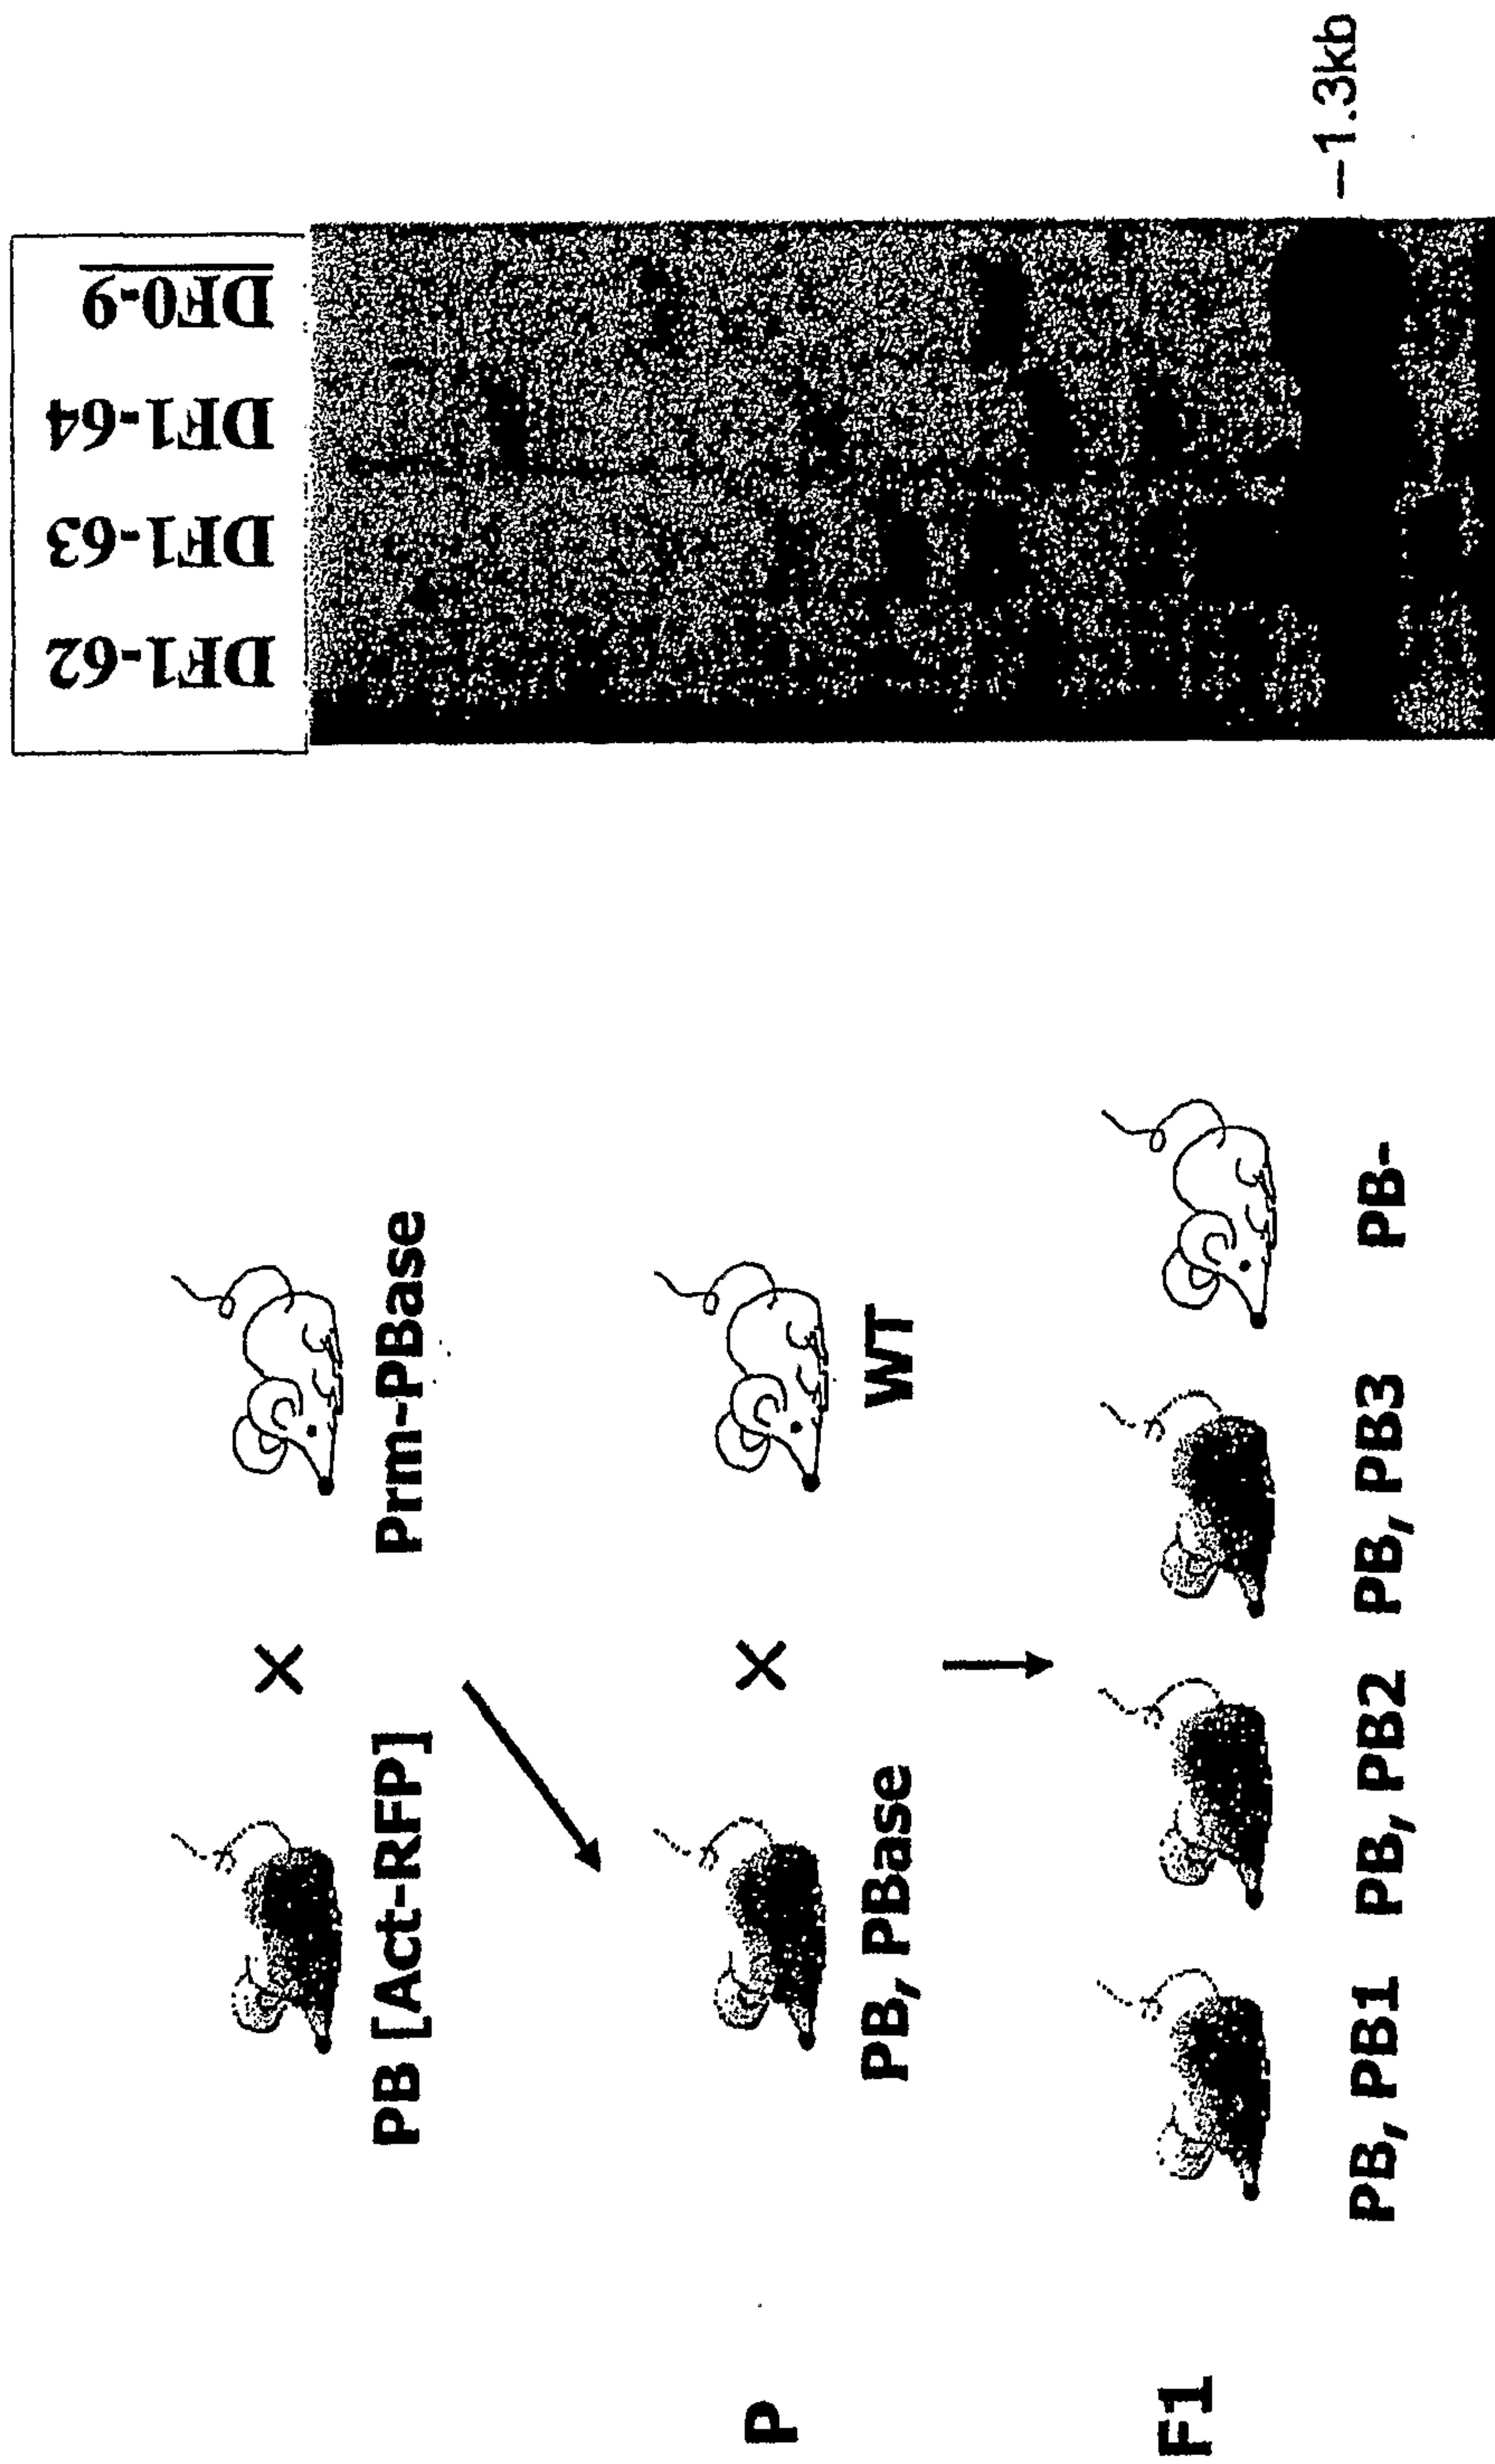 PB [Act-RFP] X Prm-PBase
P X
PB, PBase WT
F1
PB, PB1 PB, PB2 PB, PB3 PB-
DF1-62
DF1-63
DF1-64
DF0-9
--1.3kb